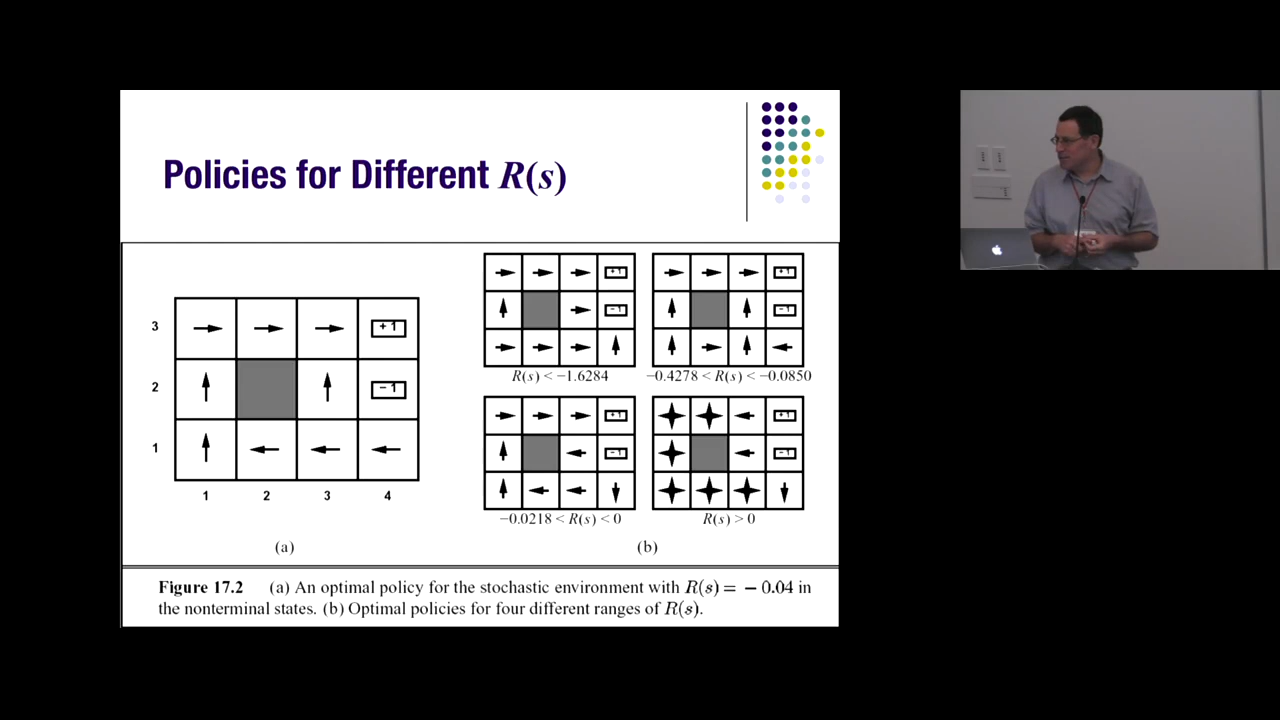 Policies for Different R(s)
3
+ 1
2
− 1
1
1 2 3 4
(a)
+1
−1
R(s) < −1.6284
+1
−1
−0.4278 < R(s) < −0.0850
+1
−1
−0.0218 < R(s) < 0
+1
−1
R(s) > 0
(b)
Figure 17.2 (a) An optimal policy for the stochastic environment with R(s) = − 0.04 in
the nonterminal states. (b) Optimal policies for four different ranges of R(s).